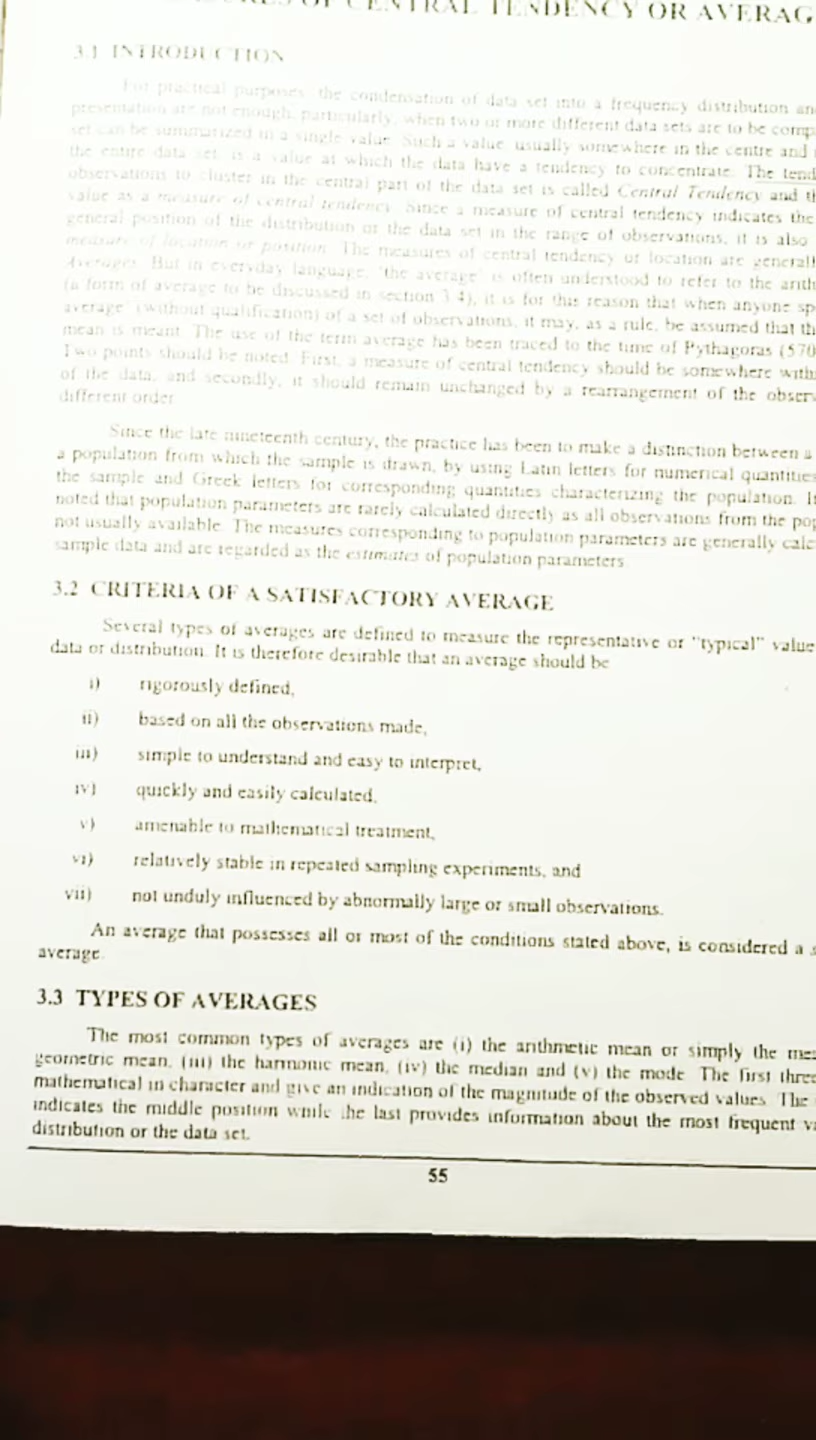 OF CENTRAL TENDENCY OR AVERAG
3.1 INTRODUCTION
For practical purposes, the condensation of data set into a frequency distribution an
presentation are not enough, particularly, when two or more different data sets are to be comp
set can be summarized in a single value. Such a value, usually somewhere in the centre and
the entire data set, is a value at which the data have a tendency to concentrate. The tend
observations to cluster in the central part of the data set is called Central Tendency and th
value as a measure of central tendency. Since a measure of central tendency indicates the
general position of the distribution or the data set in the range of observations, it is also
measure of location or position. The measures of central tendency or location are generall
Averages. But in everyday language, "the average" is often understood to refer to the arith
(a form of average to be discussed in section 3.4), it is for this reason that when anyone sp
average" (without qualification) of a set of observations, it may, as a rule, be assumed that th
mean is meant. The use of the term average has been traced to the time of Pythagoras (570
Two points should be noted. First, a measure of central tendency should be somewhere with
of the data, and secondly, it should remain unchanged by a rearrangement of the observ
different order
Since the late nineteenth century, the practice has been to make a distinction between a
a population from which the sample is drawn, by using Latin letters for numerical quantities
the sample and Greek letters for corresponding quantities characterizing the population. I
noted that population parameters are rarely calculated directly as all observations from the pop
not usually available. The measures corresponding to population parameters are generally calc
sample data and are regarded as the estimates of population parameters
3.2 CRITERIA OF A SATISFACTORY AVERAGE
Several types of averages are defined to measure the representative or "typical" value
data or distribution. It is therefore desirable that an average should be
i) rigorously defined,
ii) based on all the observations made,
iii) simple to understand and easy to interpret,
iv) quickly and easily calculated,
v) amenable to mathematical treatment,
vi) relatively stable in repeated sampling experiments, and
vii) not unduly influenced by abnormally large or small observations.
An average that possesses all or most of the conditions stated above, is considered a s
average.
3.3 TYPES OF AVERAGES
The most common types of averages are (i) the arithmetic mean or simply the mea
geometric mean, (iii) the harmonic mean, (iv) the median and (v) the mode. The first three
mathematical in character and give an indication of the magnitude of the observed values. The
indicates the middle position while the last provides information about the most frequent v
distribution or the data set.
55